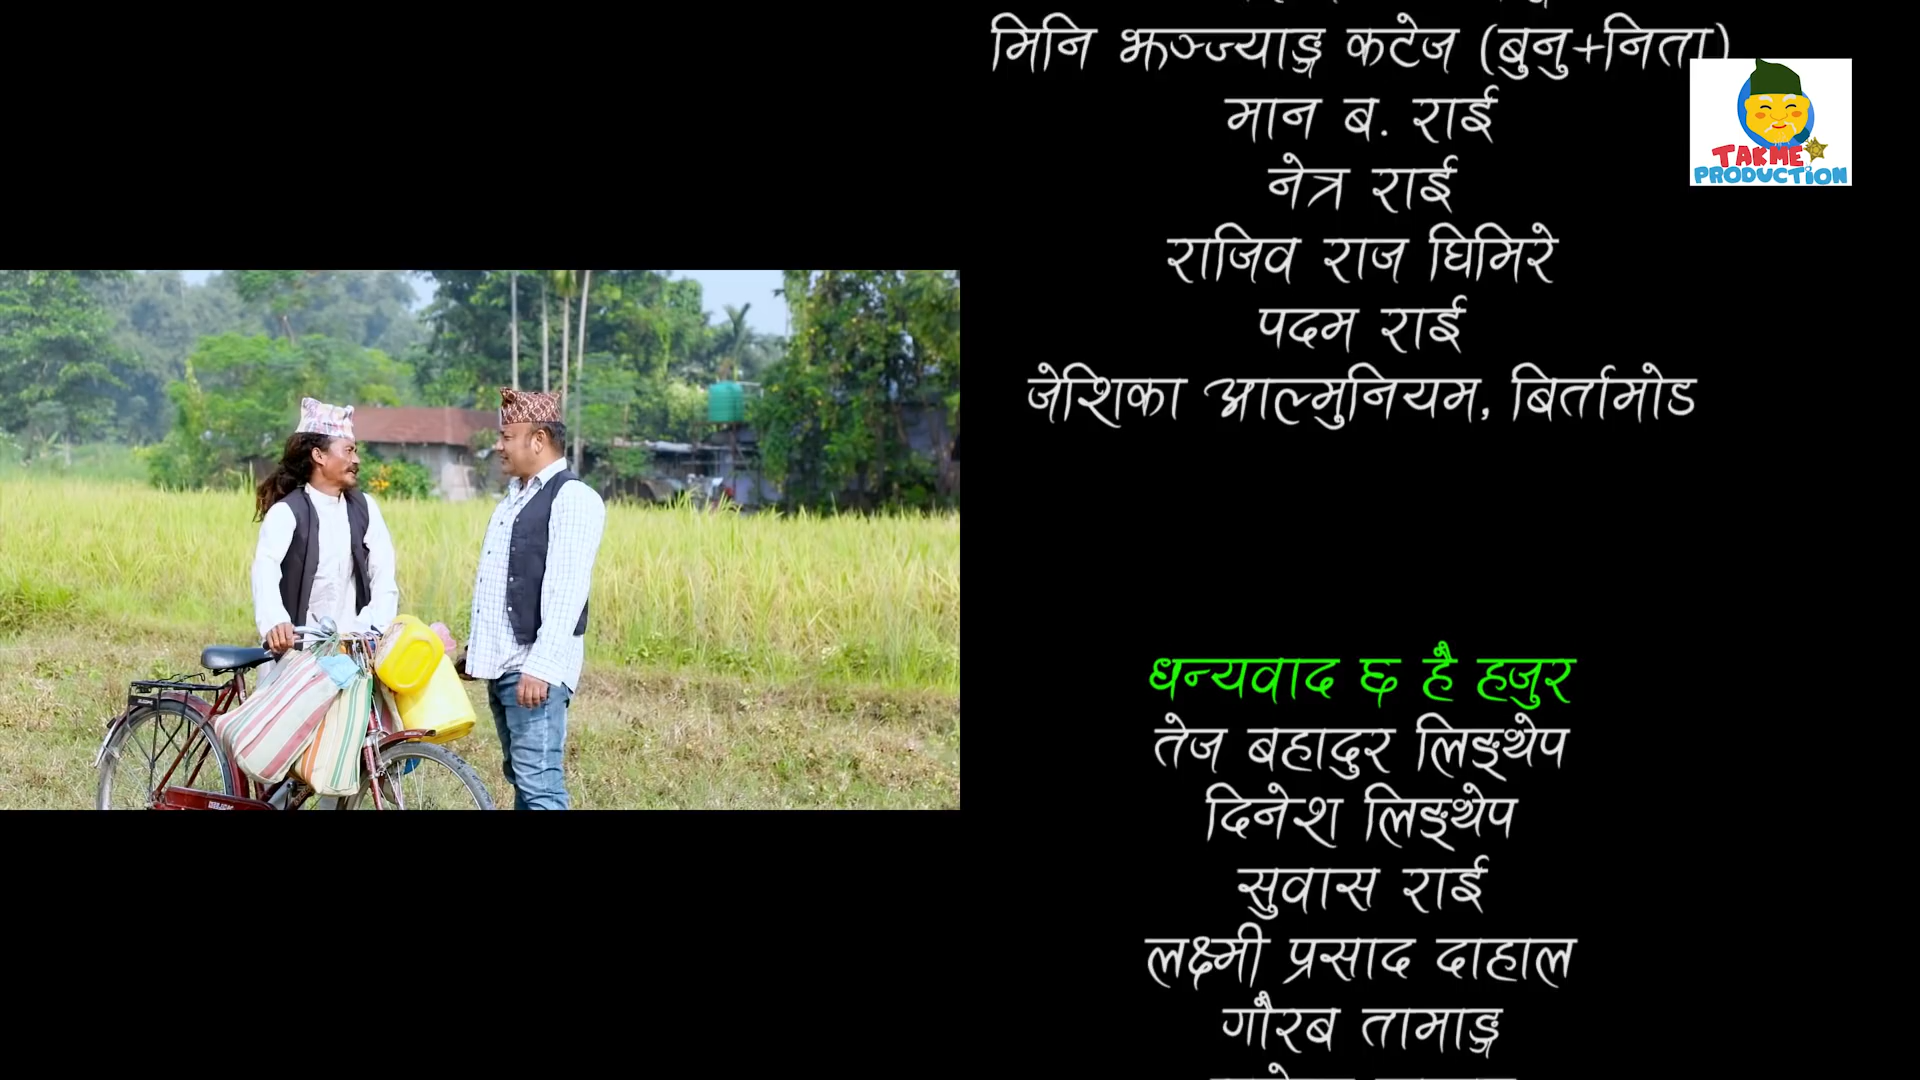 मिनि झञ्ज्याङ्ग कटेज (बुनु+निता)
मान ब. राई
नेत्र राई
राजिव राज घिमिरे
पदम राई
जेशिका आल्मुनियम, बिर्तामोड
TAKME
PRODUCTION
धन्यवाद छ है हजुर
तेज बहादुर लिङ्थेप
दिनेश लिङ्थेप
सुवास राई
लक्ष्मी प्रसाद दाहाल
गौरब तामाङ्ग